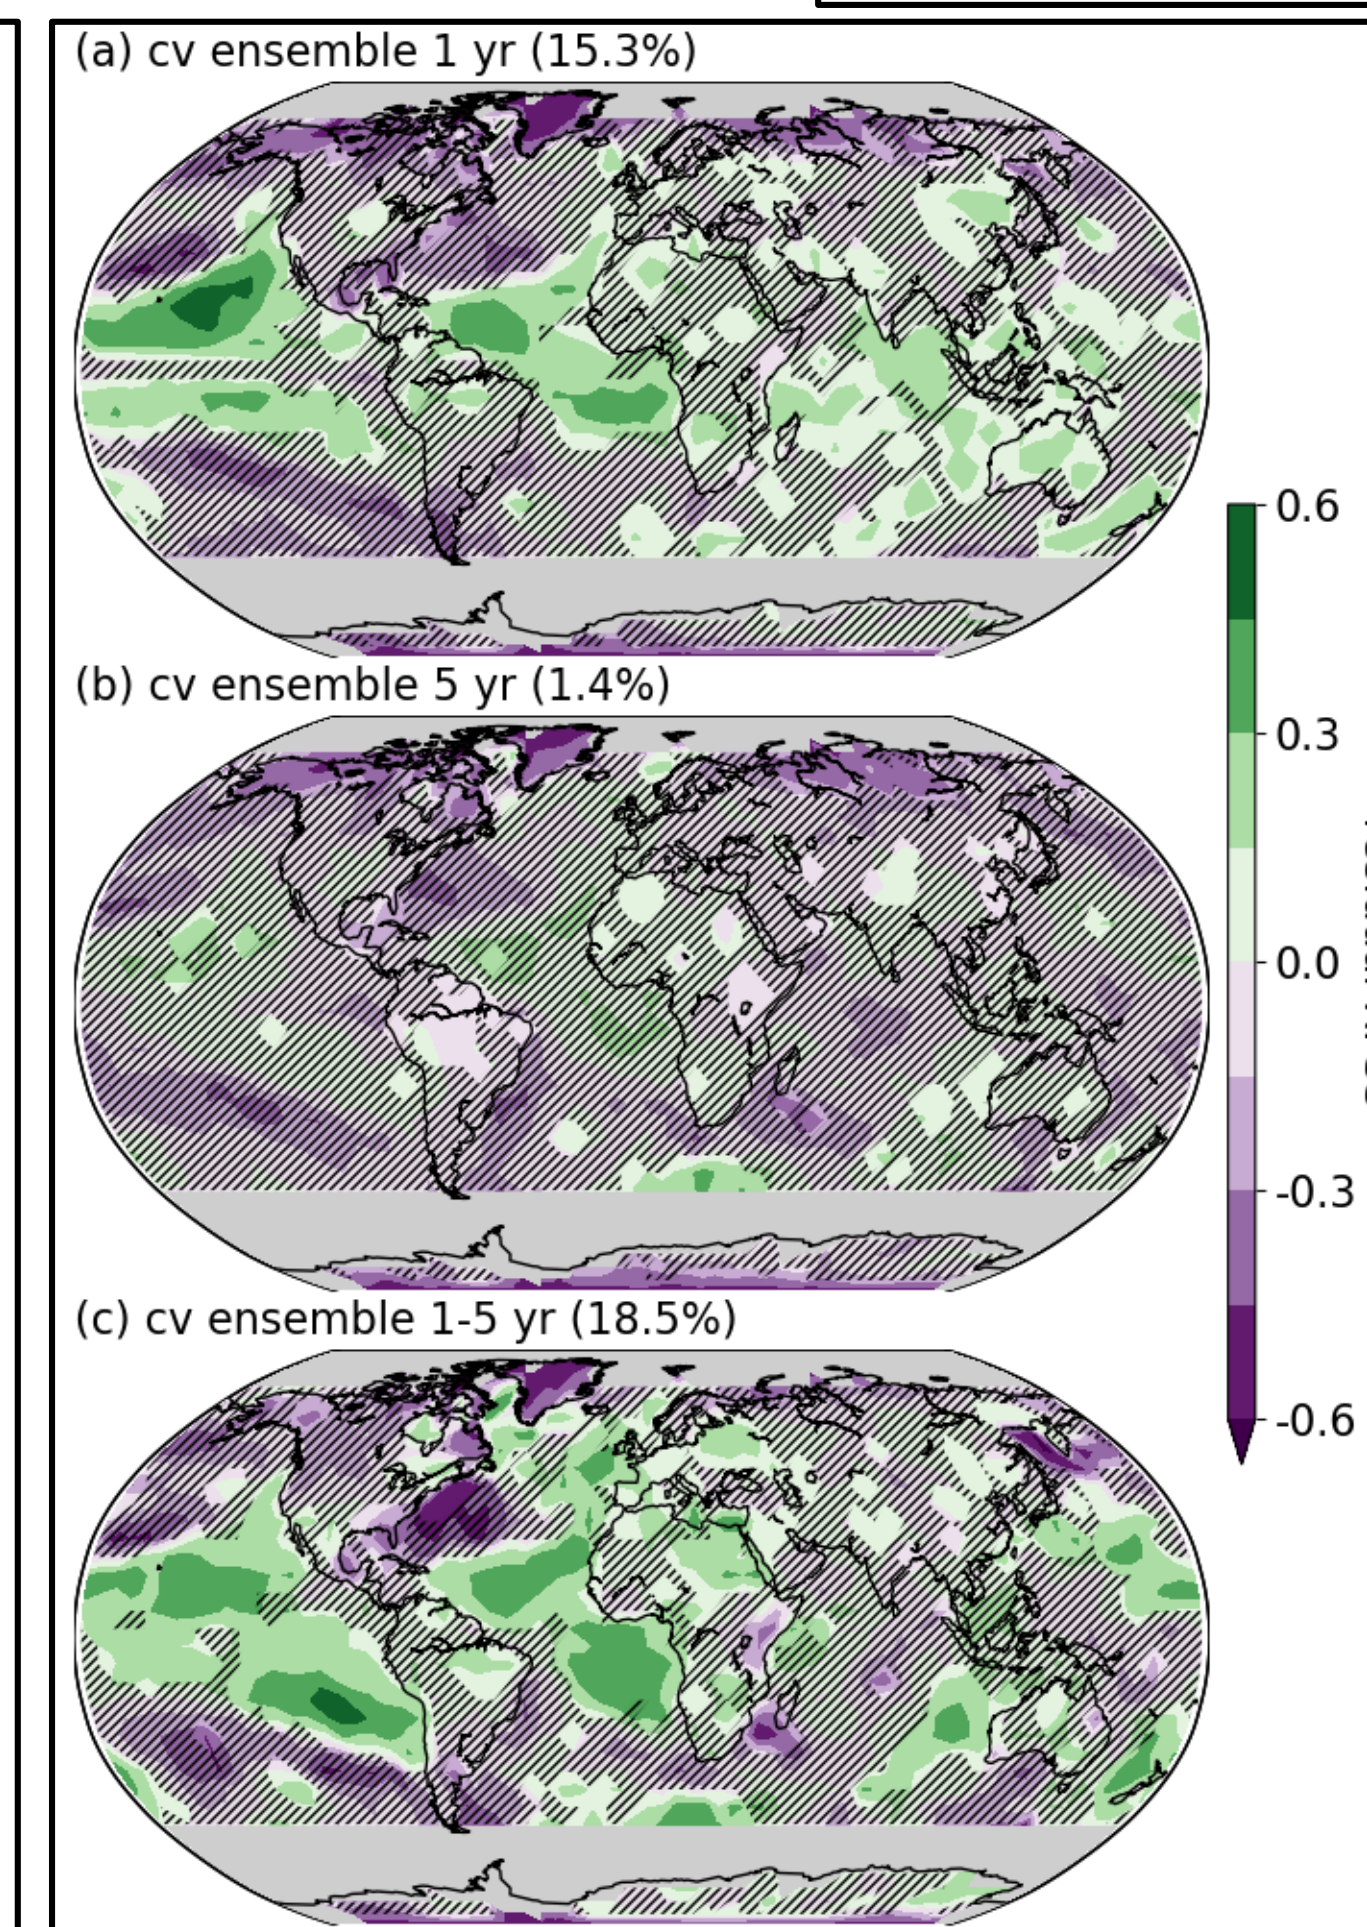 (a) cv ensemble 1 yr (15.3%)
(b) cv ensemble 5 yr (1.4%)
(c) cv ensemble 1-5 yr (18.5%)
0.6
0.3
0.0
-0.3
-0.6